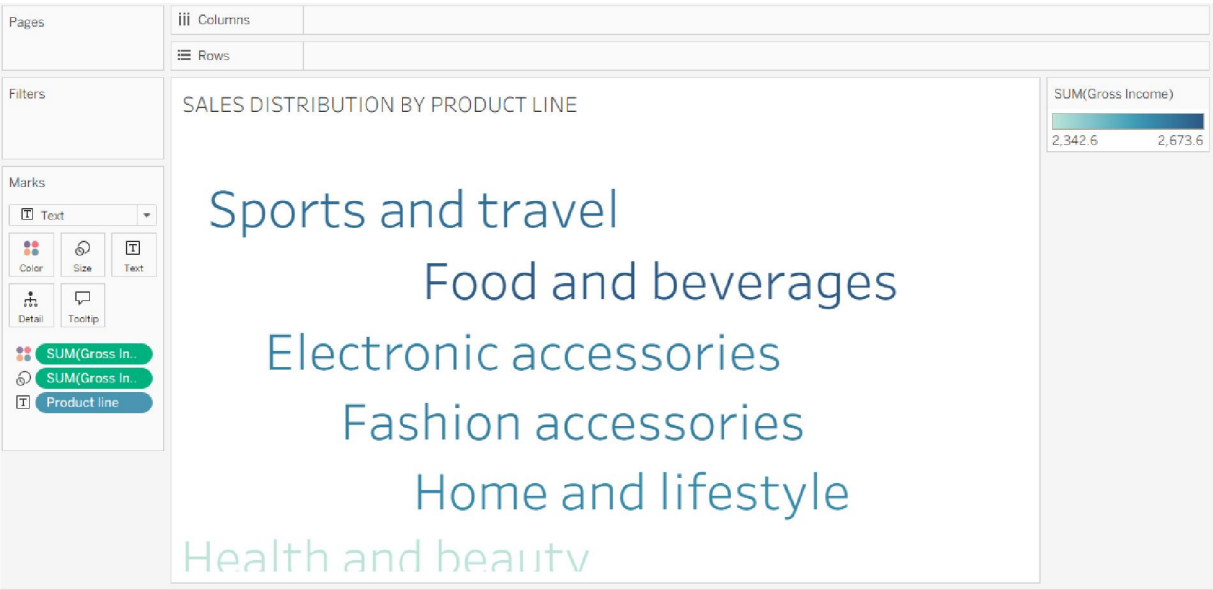 Pages
Columns
Rows
Filters
SALES DISTRIBUTION BY PRODUCT LINE
SUM(Gross Income)
2,342.6 2,673.6
Marks
T Text
Color Size T Text
Detail Tooltip
SUM(Gross In..
SUM(Gross In..
T Product line
Sports and travel
Food and beverages
Electronic accessories
Fashion accessories
Home and lifestyle
Health and beauty